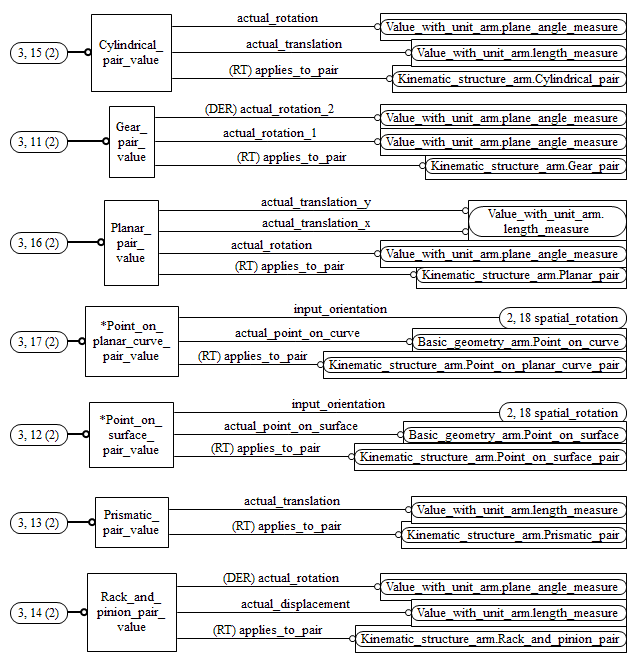 actual_rotation
Value_with_unit_arm.plane_angle_measure
3, 15 (2)
Cylindrical_
pair_value
actual_translation
Value_with_unit_arm.length_measure
(RT) applies_to_pair
Kinematic_structure_arm.Cylindrical_pair
(DER) actual_rotation_2
Value_with_unit_arm.plane_angle_measure
3, 11 (2)
Gear_
pair_
value
actual_rotation_1
Value_with_unit_arm.plane_angle_measure
(RT) applies_to_pair
Kinematic_structure_arm.Gear_pair
actual_translation_y
Value_with_unit_arm.
length_measure
actual_translation_x
3, 16 (2)
Planar_
pair_
value
actual_rotation
Value_with_unit_arm.plane_angle_measure
(RT) applies_to_pair
Kinematic_structure_arm.Planar_pair
input_orientation
2, 18 spatial_rotation
3, 17 (2)
*Point_on_
planar_curve_
pair_value
actual_point_on_curve
Basic_geometry_arm.Point_on_curve
(RT) applies_to_pair
Kinematic_structure_arm.Point_on_planar_curve_pair
input_orientation
2, 18 spatial_rotation
3, 12 (2)
*Point_on_
surface_
pair_value
actual_point_on_surface
Basic_geometry_arm.Point_on_surface
(RT) applies_to_pair
Kinematic_structure_arm.Point_on_surface_pair
actual_translation
Value_with_unit_arm.length_measure
3, 13 (2)
Prismatic_
pair_value
(RT) applies_to_pair
Kinematic_structure_arm.Prismatic_pair
(DER) actual_rotation
Value_with_unit_arm.plane_angle_measure
3, 14 (2)
Rack_and_
pinion_pair_
value
actual_displacement
Value_with_unit_arm.length_measure
(RT) applies_to_pair
Kinematic_structure_arm.Rack_and_pinion_pair